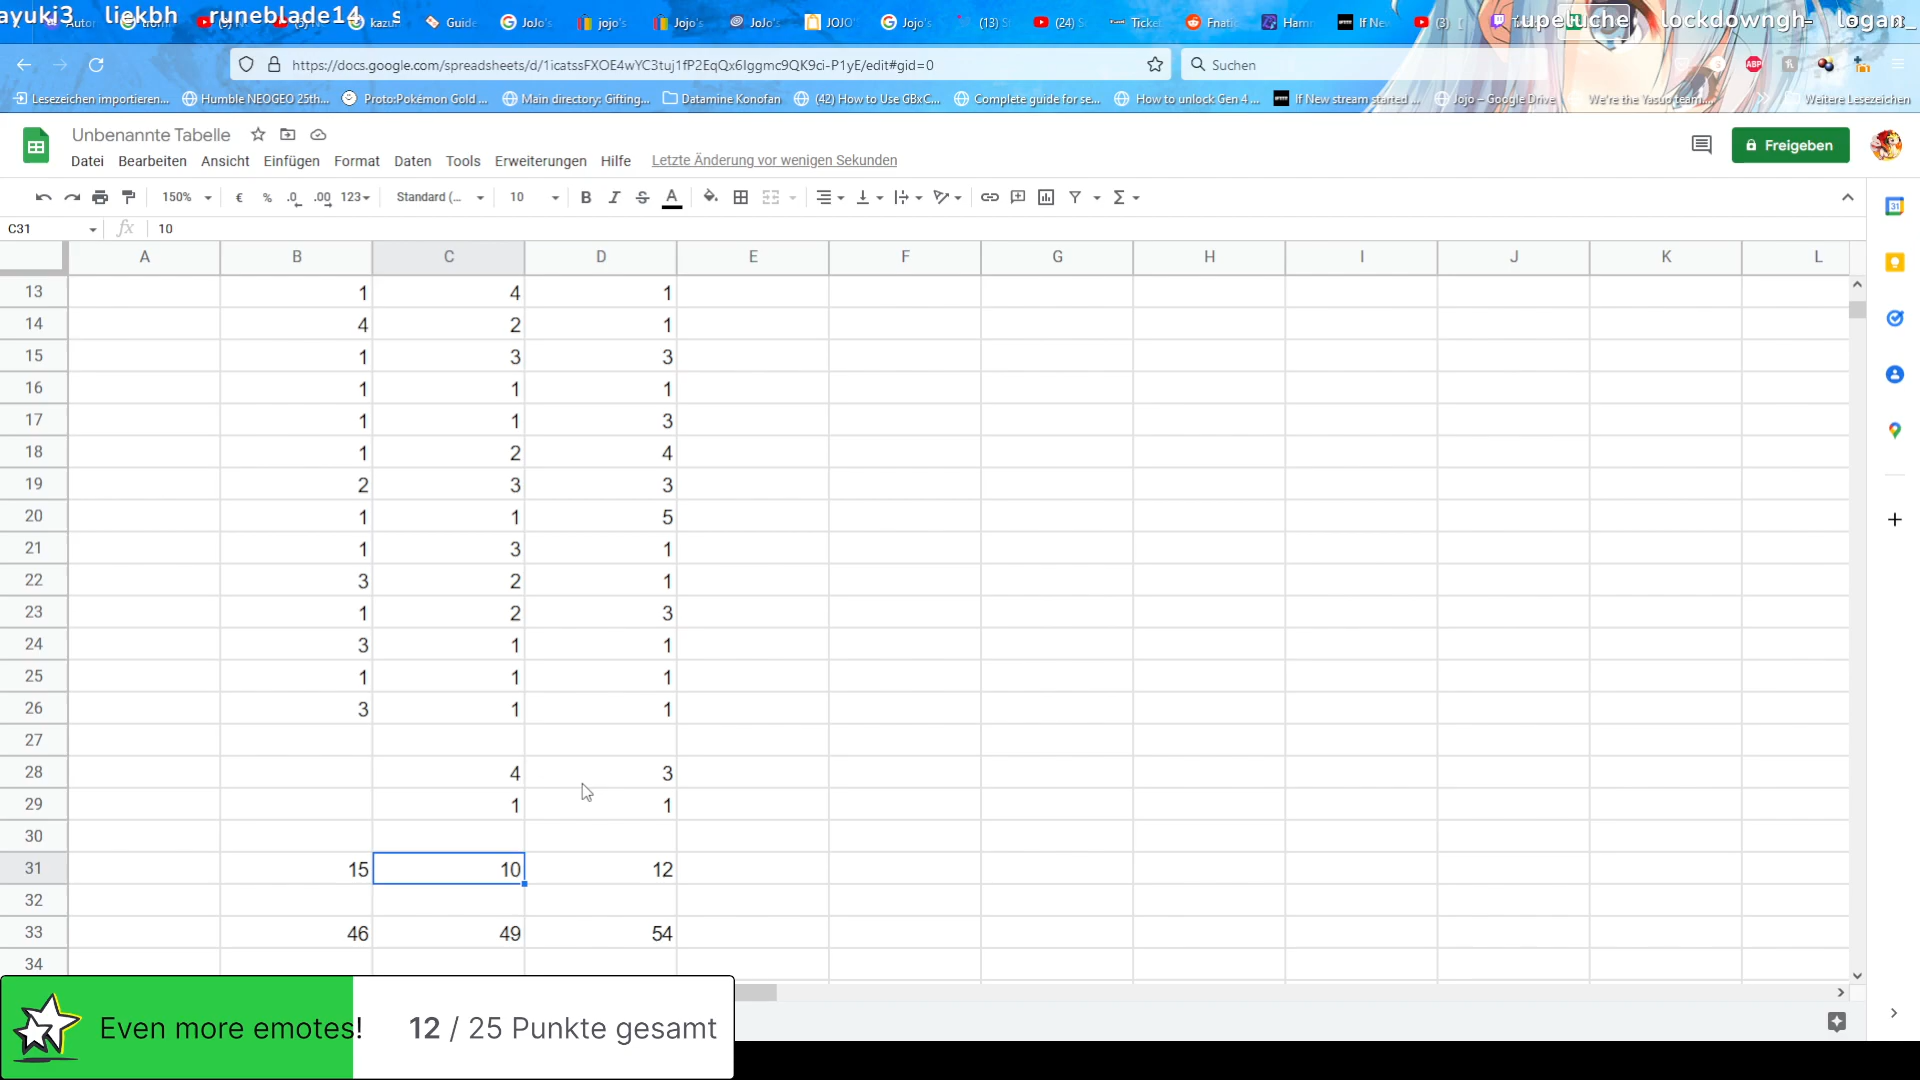 ayuki3 liekbh runeblade14 s upeluche lockdowngh- logan_
Guide JoJo's jojo's Jojo's JoJo's JOJO Jojo's (13) S (24) S Ticke Fnatic Hamm If New (3)
https://docs.google.com/spreadsheets/d/1icatssFXOE4wYC3tuj1fP2EqQx6Iggmc9QK9ci-P1yE/edit#gid=0 Suchen
Lesezeichen importieren... Humble NEOGEO 25th... Proto:Pokémon Gold ... Main directory: Gifting... Datamine Konofan (42) How to Use GBxC... Complete guide for se... How to unlock Gen 4 ... If New stream started ... Jojo – Google Drive We're the Yasuo team... Weitere Lesezeichen
Unbenannte Tabelle
Datei Bearbeiten Ansicht Einfügen Format Daten Tools Erweiterungen Hilfe Letzte Änderung vor wenigen Sekunden
Freigeben
150% € % .0 .00 123 Standard (... 10 B I S A Σ
C31 fx 10
A B C D E F G H I J K L
13 1 4 1
14 4 2 1
15 1 3 3
16 1 1 1
17 1 1 3
18 1 2 4
19 2 3 3
20 1 1 5
21 1 3 1
22 3 2 1
23 1 2 3
24 3 1 1
25 1 1 1
26 3 1 1
27
28 4 3
29 1 1
30
31 15 10 12
32
33 46 49 54
34
Even more emotes! 12 / 25 Punkte gesamt